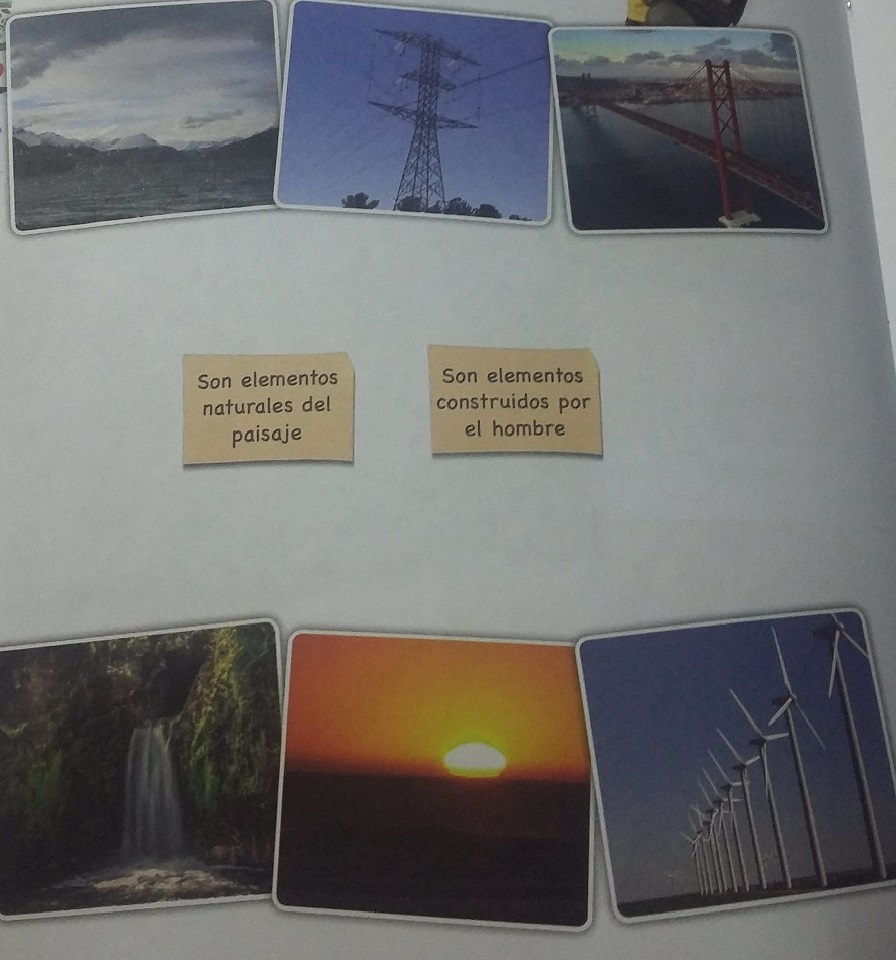 Son elementos
naturales del
paisaje
Son elementos
construidos por
el hombre